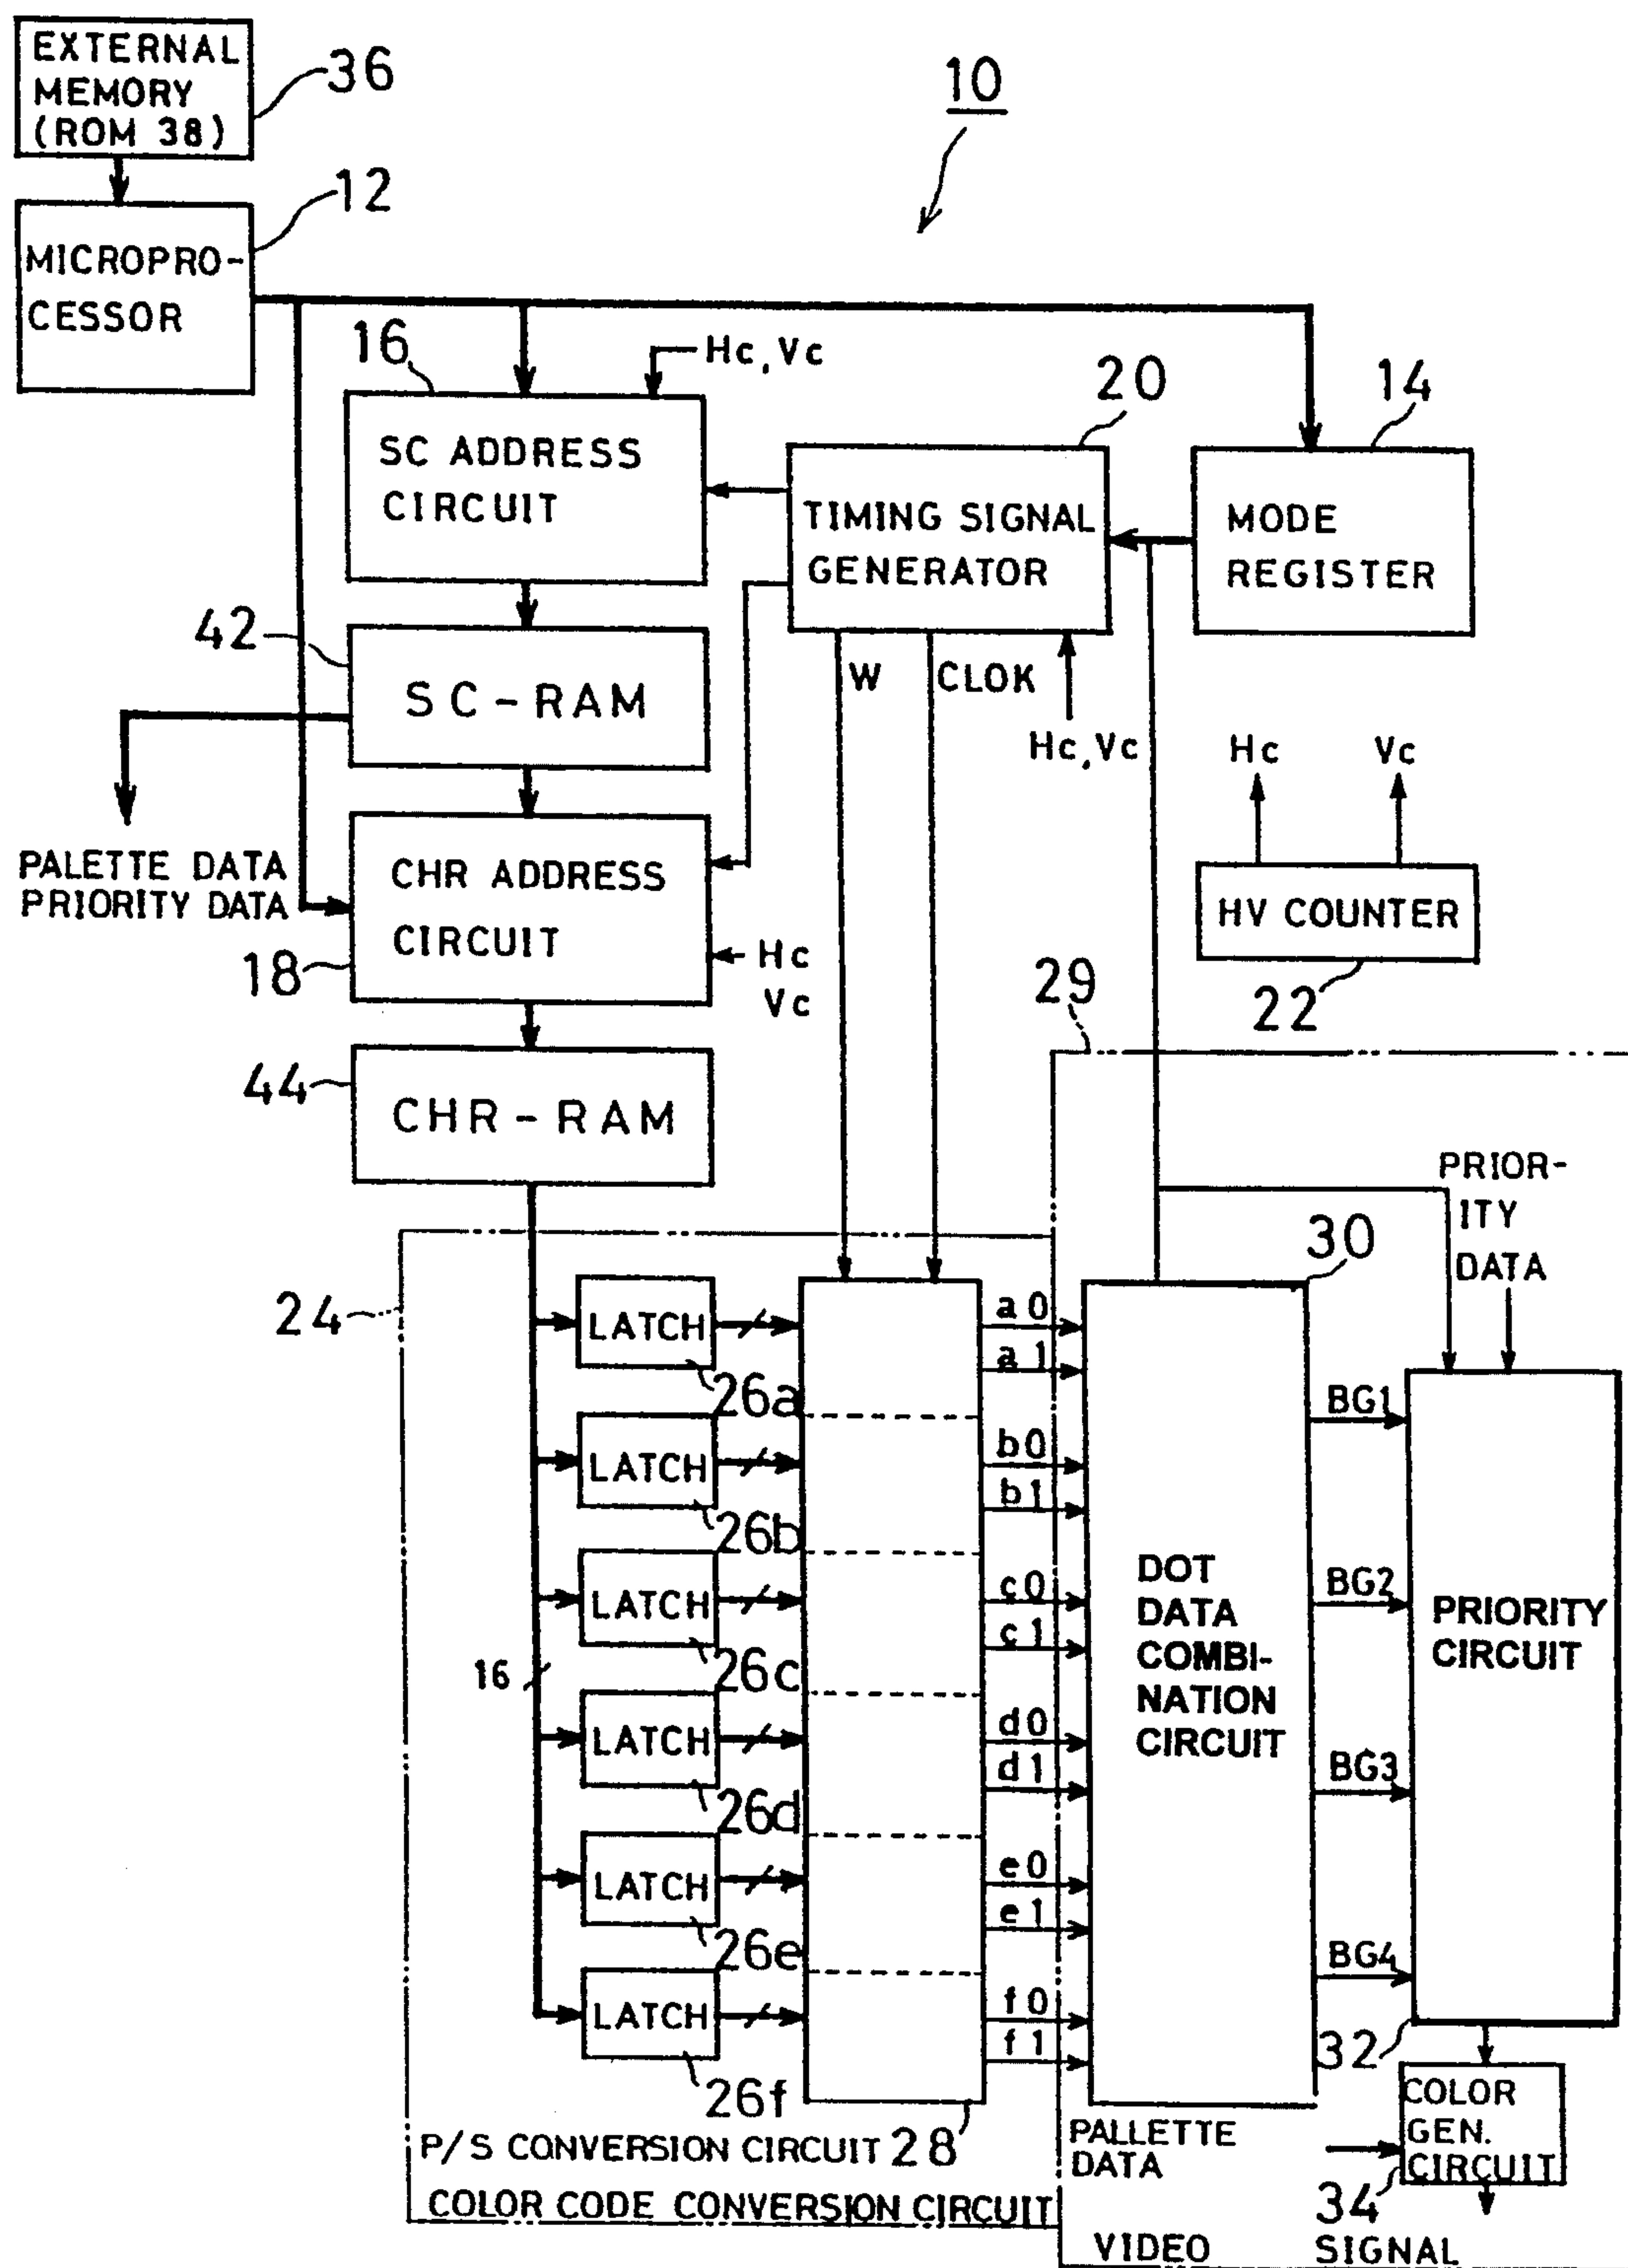 EXTERNAL
MEMORY
(ROM 38)
36
10
12
MICROPRO-
CESSOR
16
Hc, Vc
20
14
SC ADDRESS
CIRCUIT
TIMING SIGNAL
GENERATOR
MODE
REGISTER
42
SC-RAM
W
CLOK
Hc, Vc
Hc
Vc
PALETTE DATA
PRIORITY DATA
CHR ADDRESS
CIRCUIT
18
Hc
Vc
HV COUNTER
22
29
44
CHR-RAM
PRIOR-
ITY
DATA
30
24
LATCH
26a
LATCH
26b
LATCH
26c
16
LATCH
26d
LATCH
26e
LATCH
26f
a0
a1
b0
b1
c0
c1
d0
d1
e0
e1
f0
f1
DOT
DATA
COMBI-
NATION
CIRCUIT
BG1
BG2
BG3
BG4
PRIORITY
CIRCUIT
32
P/S CONVERSION CIRCUIT 28
COLOR CODE CONVERSION CIRCUIT
PALLETTE
DATA
COLOR
GEN.
CIRCUIT
34
VIDEO SIGNAL